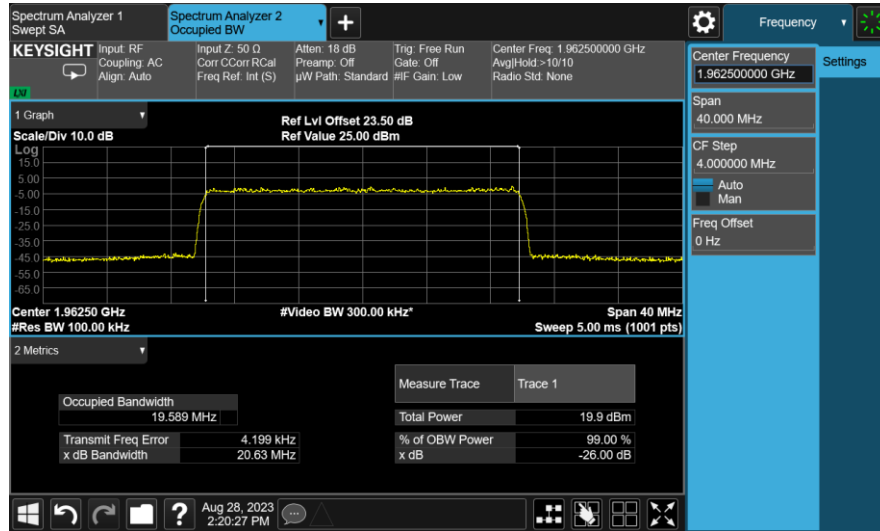 Spectrum Analyzer 1
Swept SA
Spectrum Analyzer 2
Occupied BW
Frequency
KEYSIGHT
Input: RF
Coupling: AC
Align: Auto
Input Z: 50 Ω
Corr CCorr RCal
Freq Ref: Int (S)
Atten: 18 dB
Preamp: Off
µW Path: Standard
Trig: Free Run
Gate: Off
#IF Gain: Low
Center Freq: 1.962500000 GHz
Avg|Hold:>10/10
Radio Std: None
LXI
Center Frequency
1.962500000 GHz
Settings
Span
40.000 MHz
CF Step
4.000000 MHz
Auto
Man
Freq Offset
0 Hz
1 Graph
Scale/Div 10.0 dB
Ref Lvl Offset 23.50 dB
Ref Value 25.00 dBm
Log
15.0
5.00
-5.00
-15.0
-25.0
-35.0
-45.0
-55.0
-65.0
Center 1.96250 GHz
#Video BW 300.00 kHz*
Span 40 MHz
#Res BW 100.00 kHz
Sweep 5.00 ms (1001 pts)
2 Metrics
Measure Trace
Trace 1
Occupied Bandwidth
19.589 MHz
Total Power
19.9 dBm
Transmit Freq Error
4.199 kHz
% of OBW Power
99.00 %
x dB Bandwidth
20.63 MHz
x dB
-26.00 dB
?
Aug 28, 2023
2:20:27 PM